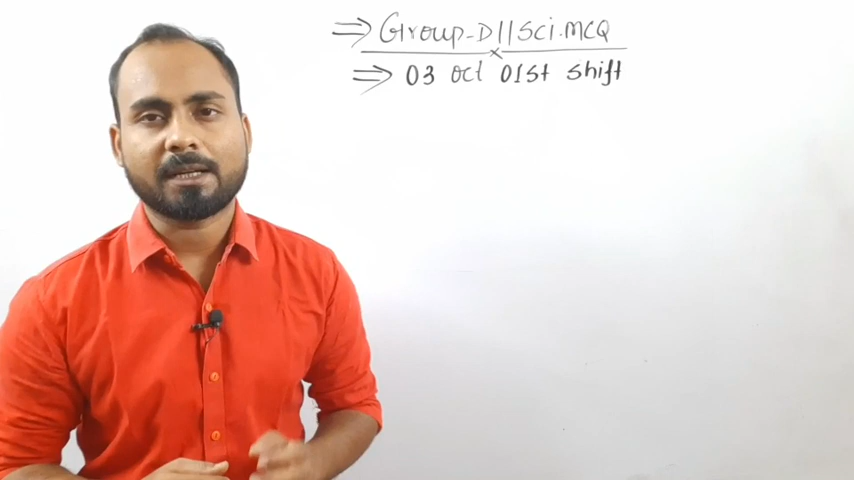 ⇒ Group-D || Sci. MCQ
⇒ 03 Oct 01st shift